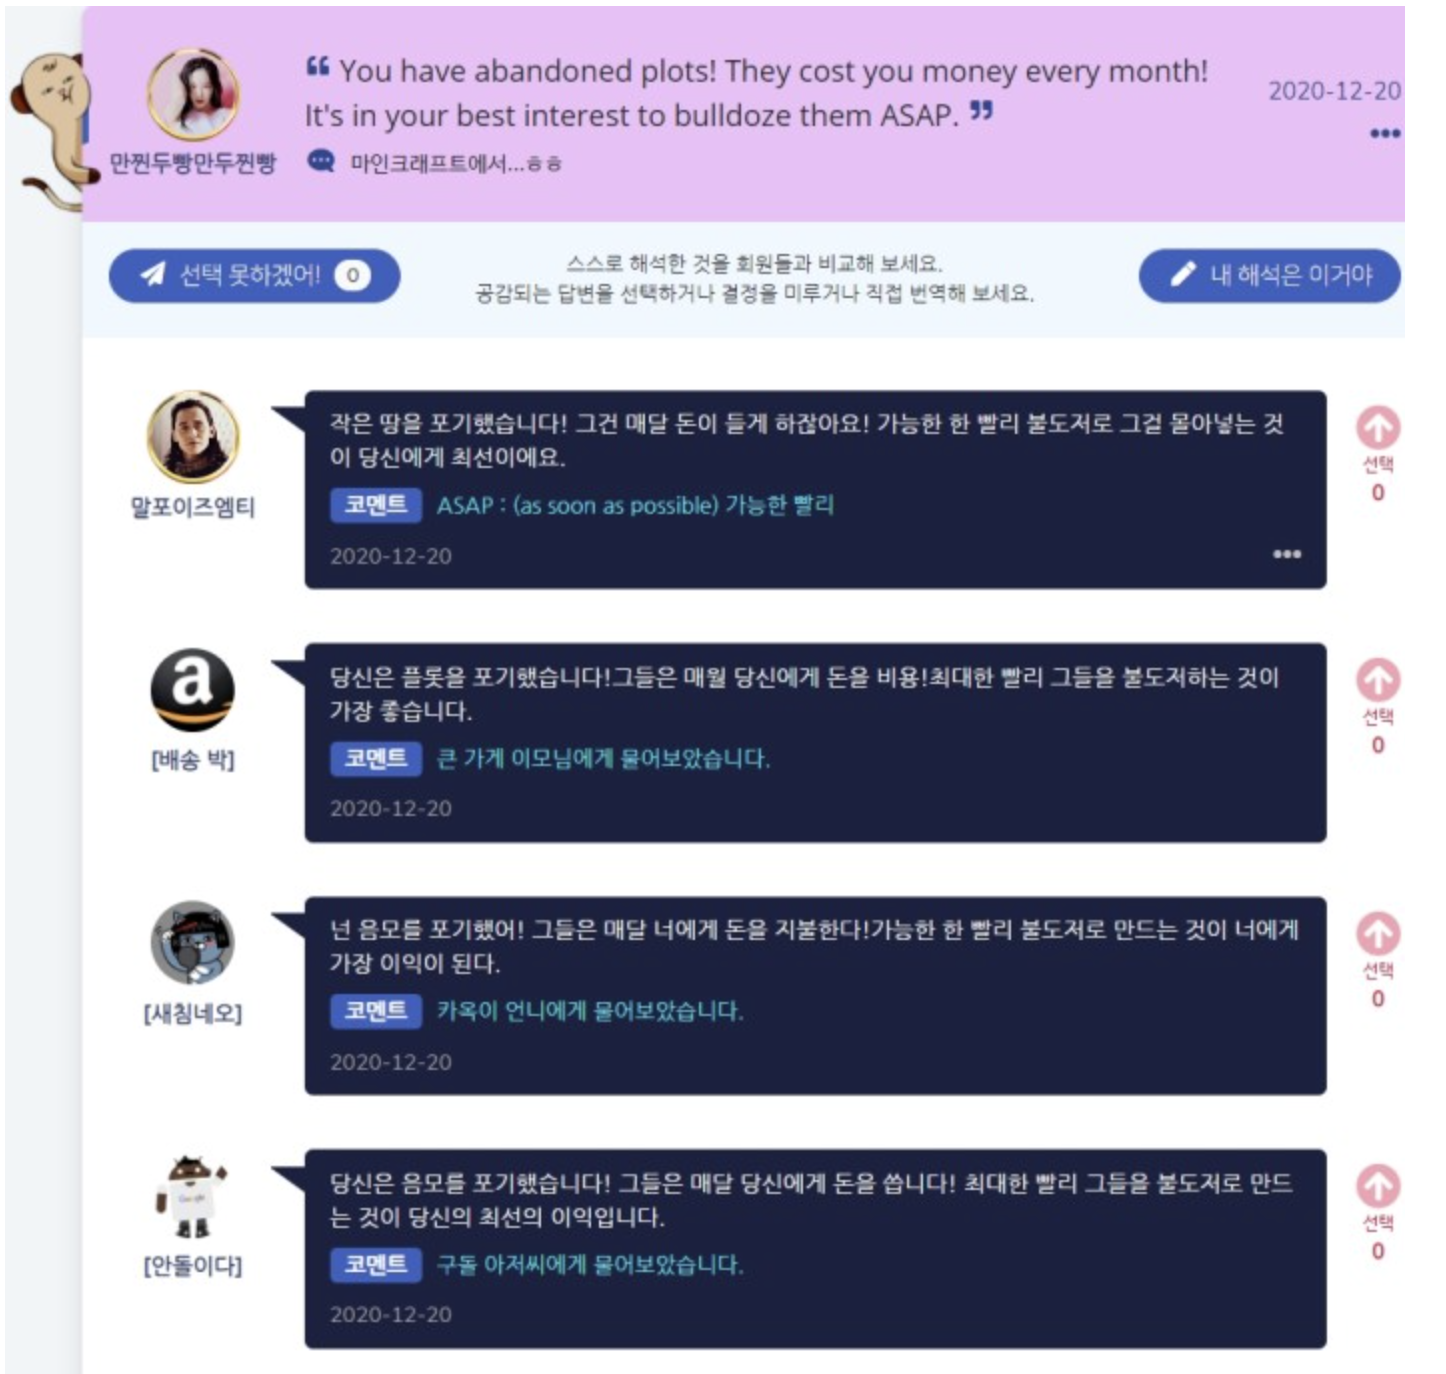 “ You have abandoned plots! They cost you money every month!
It's in your best interest to bulldoze them ASAP. ”
2020-12-20
만찐두빵만두찐빵
마인크래프트에서...ㅎㅎ
선택 못하겠어! 0
스스로 해석한 것을 회원들과 비교해 보세요.
공감되는 답변을 선택하거나 결정을 미루거나 직접 번역해 보세요.
내 해석은 이거야
작은 땅을 포기했습니다! 그건 매달 돈이 들게 하잖아요! 가능한 한 빨리 불도저로 그걸 몰아넣는 것
이 당신에게 최선이에요.
말포이즈엠티
코멘트 ASAP : (as soon as possible) 가능한 빨리
2020-12-20
선택
0
당신은 플롯을 포기했습니다!그들은 매월 당신에게 돈을 비용!최대한 빨리 그들을 불도저하는 것이
가장 좋습니다.
[배송 박]
코멘트 큰 가게 이모님에게 물어보았습니다.
2020-12-20
선택
0
넌 음모를 포기했어! 그들은 매달 너에게 돈을 지불한다!가능한 한 빨리 불도저로 만드는 것이 너에게
가장 이익이 된다.
[새침네오]
코멘트 카옥이 언니에게 물어보았습니다.
2020-12-20
선택
0
당신은 음모를 포기했습니다! 그들은 매달 당신에게 돈을 씁니다! 최대한 빨리 그들을 불도저로 만드
는 것이 당신의 최선의 이익입니다.
[안돌이다]
코멘트 구돌 아저씨에게 물어보았습니다.
2020-12-20
선택
0